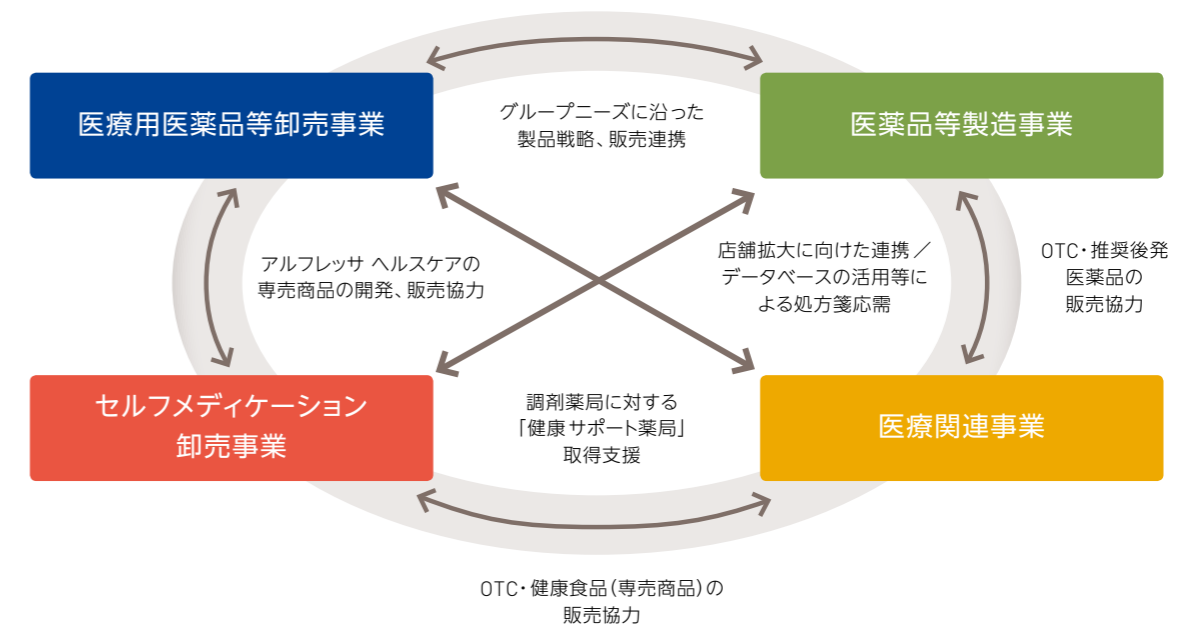 医療用医薬品等卸売事業
グループニーズに沿った
製品戦略、販売連携
医薬品等製造事業
アルフレッサ ヘルスケアの
専売商品の開発、販売協力
店舗拡大に向けた連携／
データベースの活用等に
よる処方箋応需
OTC・推奨後発
医薬品の
販売協力
セルフメディケーション
卸売事業
調剤薬局に対する
「健康サポート薬局」
取得支援
医療関連事業
OTC・健康食品(専売商品)の
販売協力